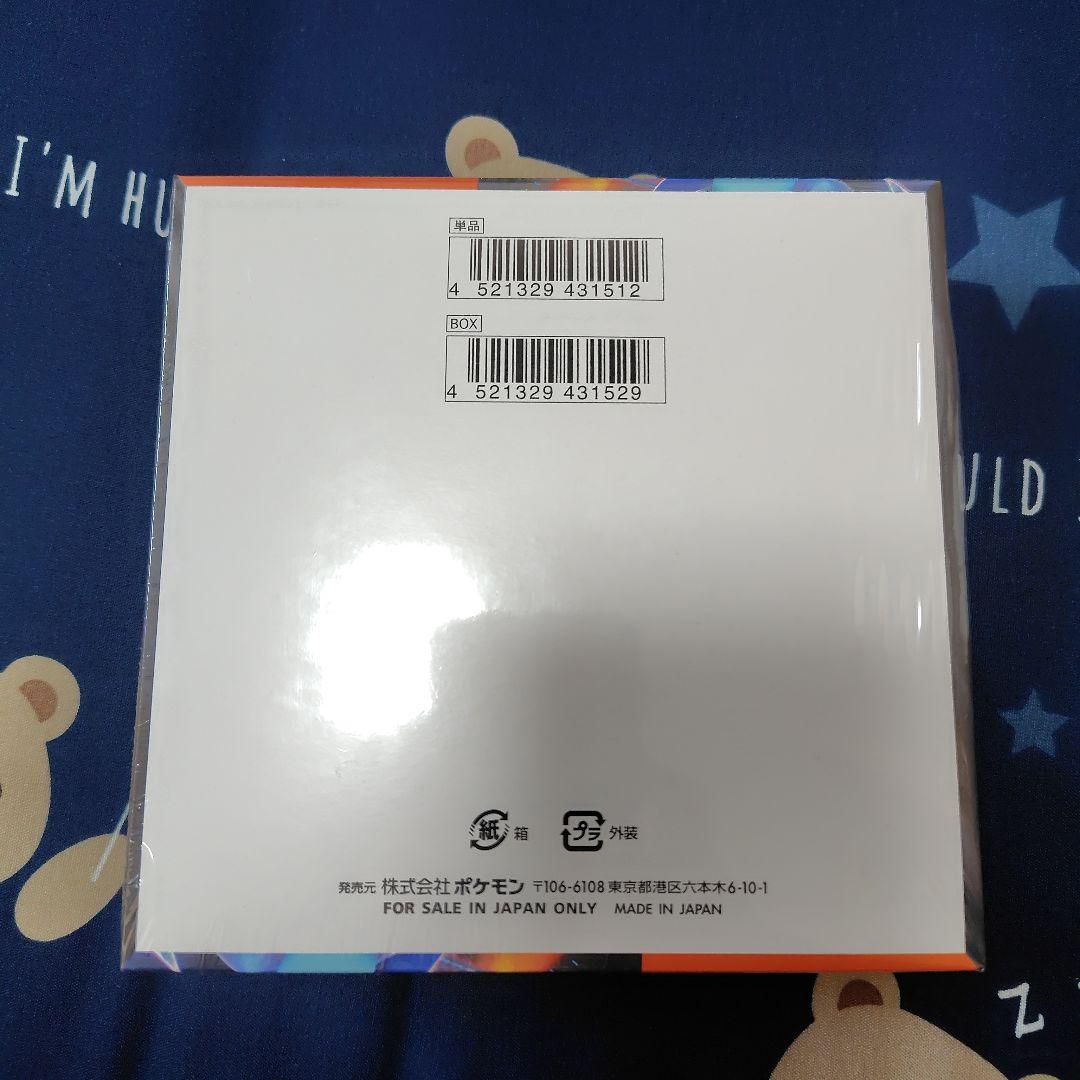 I'M HU
単品
4 521329 431512
BOX
4 521329 431529
ULD
紙 箱 プラ 外装
発売元 株式会社 ポケモン 〒106-6108 東京都港区六本木6-10-1
FOR SALE IN JAPAN ONLY MADE IN JAPAN
Z Z